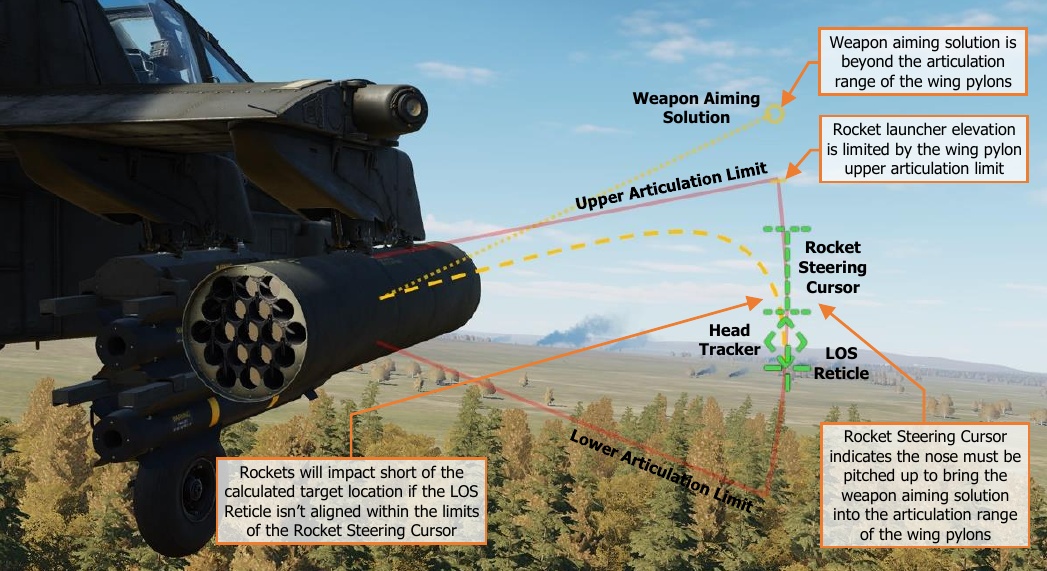 Weapon aiming solution is
beyond the articulation
range of the wing pylons
Weapon Aiming
Solution
Rocket launcher elevation
is limited by the wing pylon
upper articulation limit
Upper Articulation Limit
Rocket
Steering
Cursor
Head
Tracker
LOS
Reticle
Lower Articulation Limit
Rockets will impact short of the
calculated target location if the LOS
Reticle isn't aligned within the limits
of the Rocket Steering Cursor
Rocket Steering Cursor
indicates the nose must be
pitched up to bring the
weapon aiming solution
into the articulation range
of the wing pylons